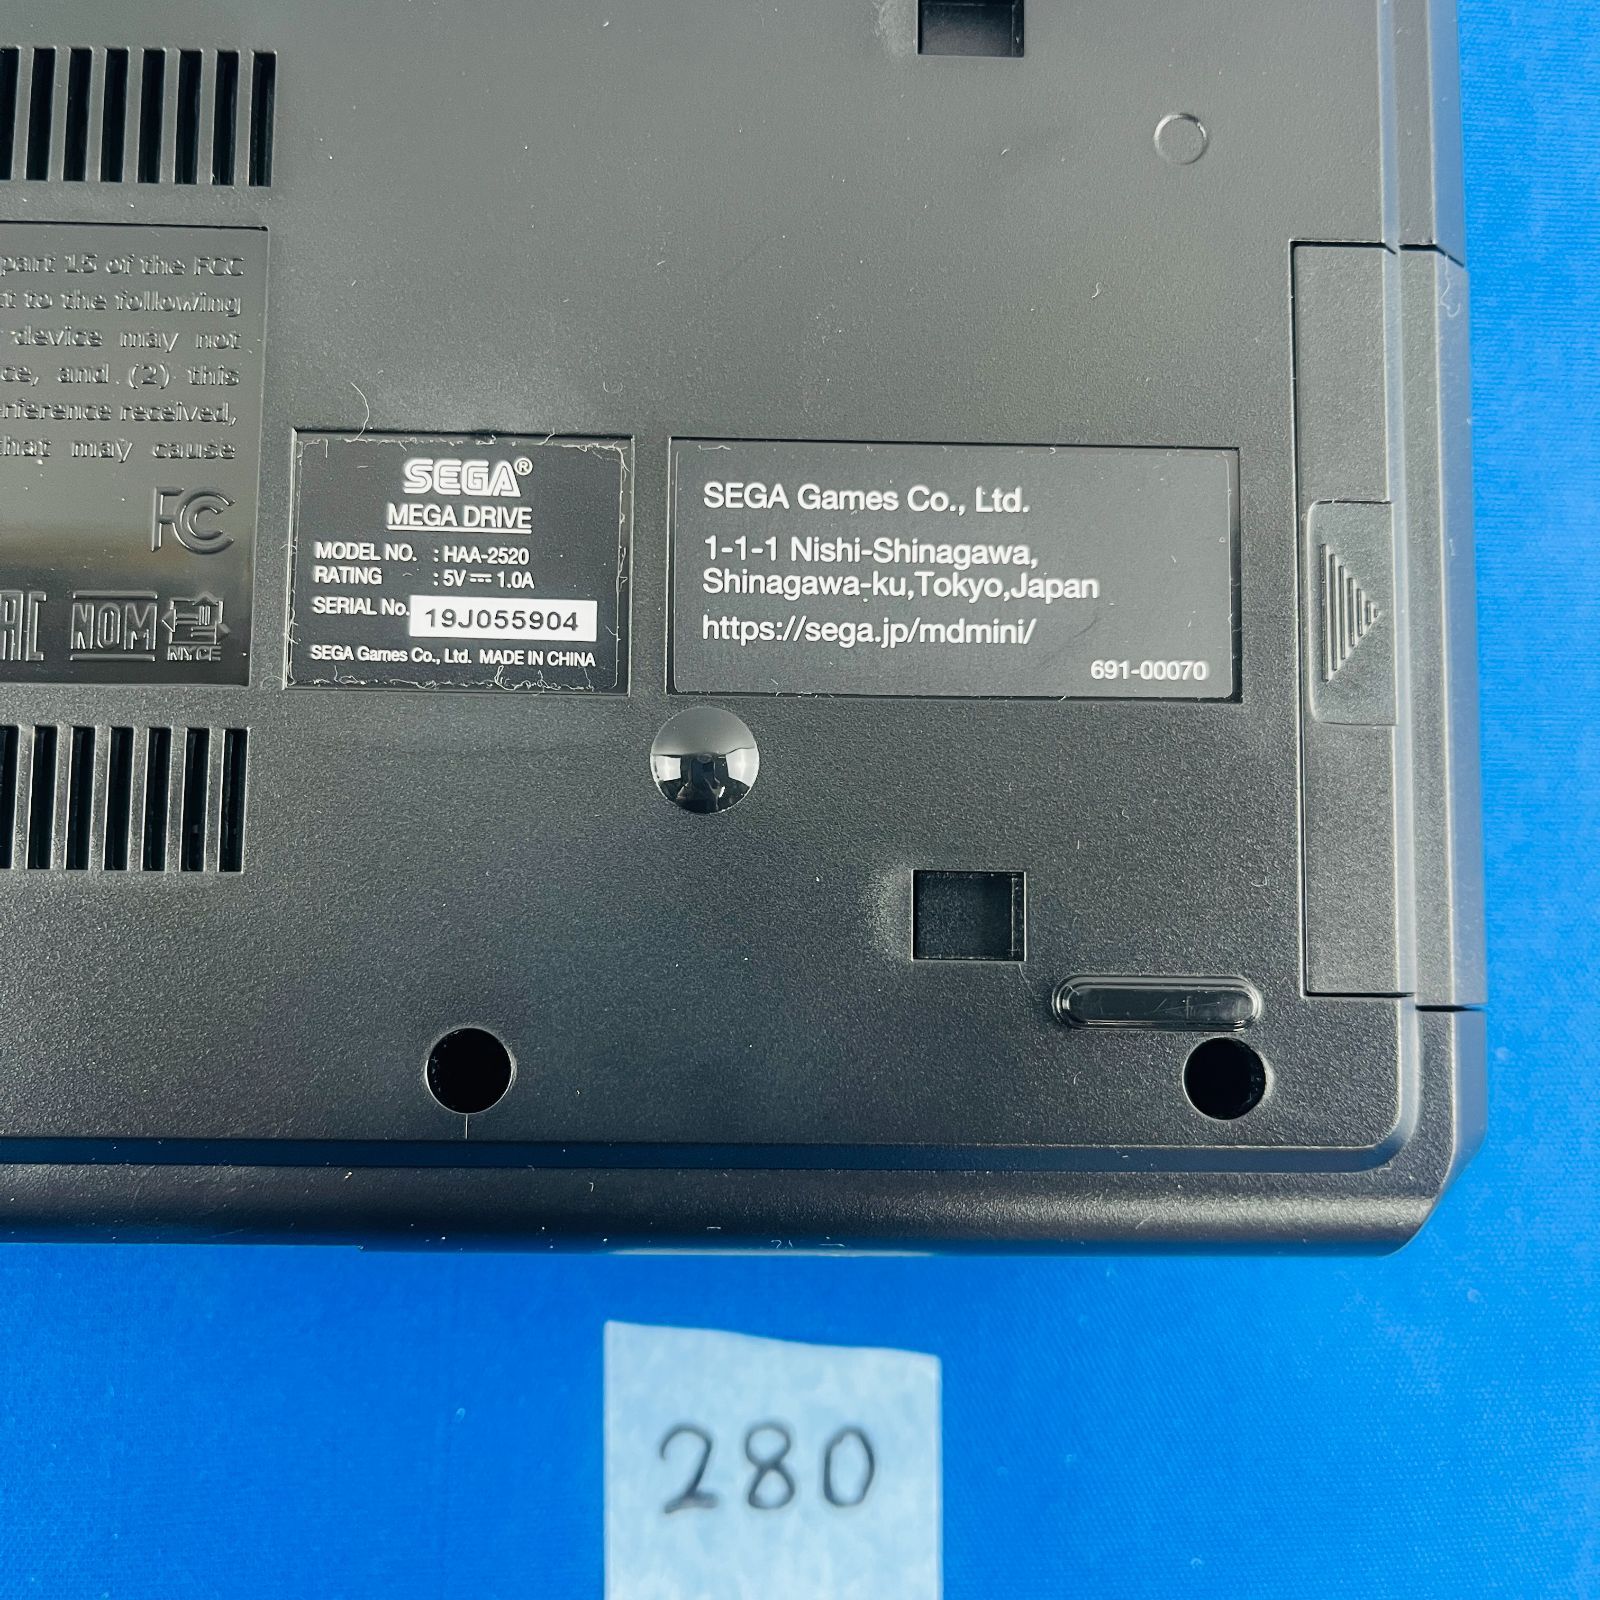 part 15 of the FCC
to the following
device may not
and (2) this
received,
that may cause
FC
NOM
NYCE
SEGA®
MEGA DRIVE
MODEL NO. : HAA-2520
RATING : 5V⎓1.0A
SERIAL No. 19J055904
SEGA Games Co., Ltd. MADE IN CHINA
SEGA Games Co., Ltd.
1-1-1 Nishi-Shinagawa,
Shinagawa-ku,Tokyo,Japan
https://sega.jp/mdmini/
691-00070
280